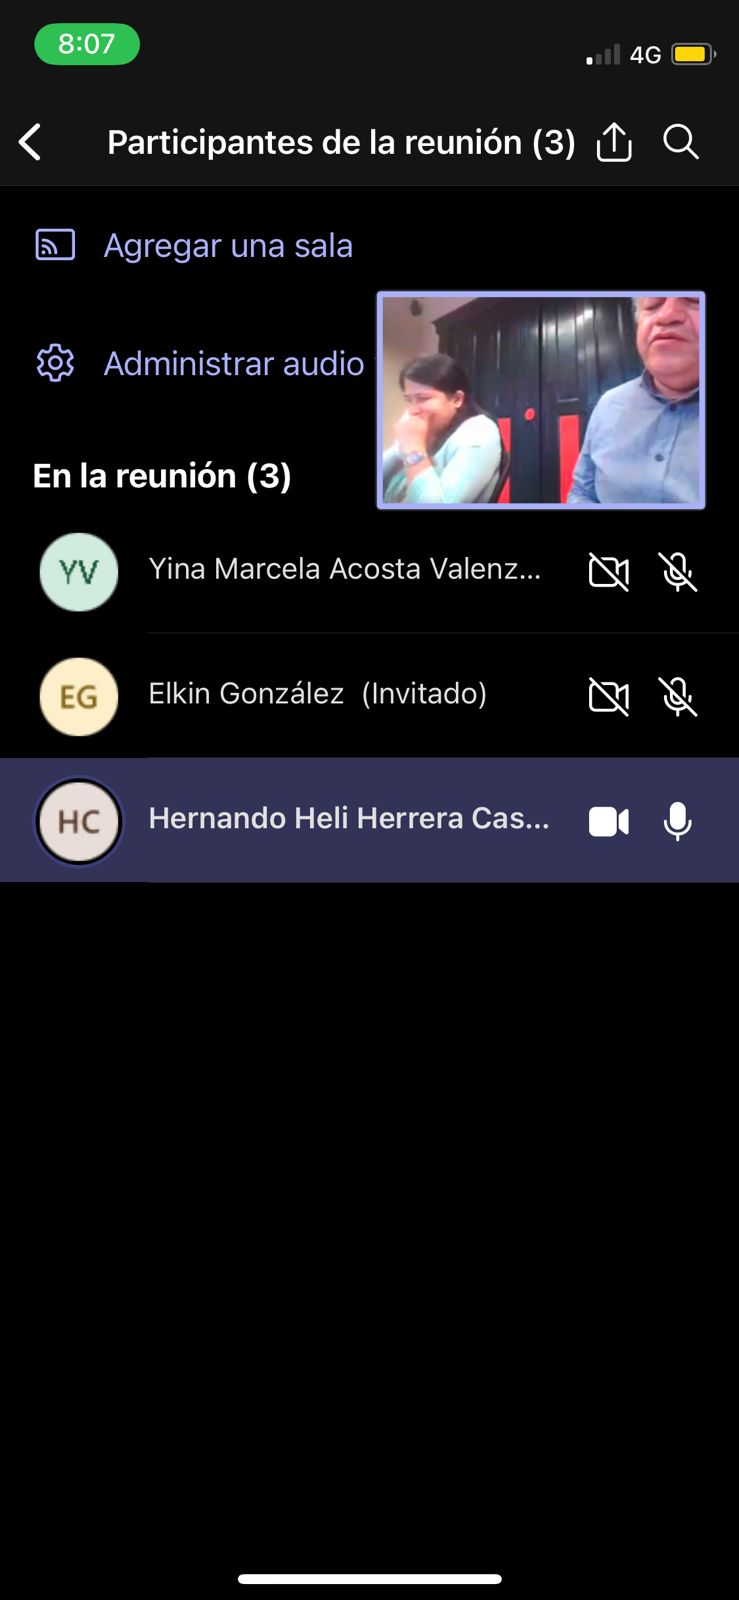 8:07
4G
Participantes de la reunión (3)
Agregar una sala
Administrar audio
En la reunión (3)
YV
Yina Marcela Acosta Valenz...
EG
Elkin González (Invitado)
HC
Hernando Heli Herrera Cas...